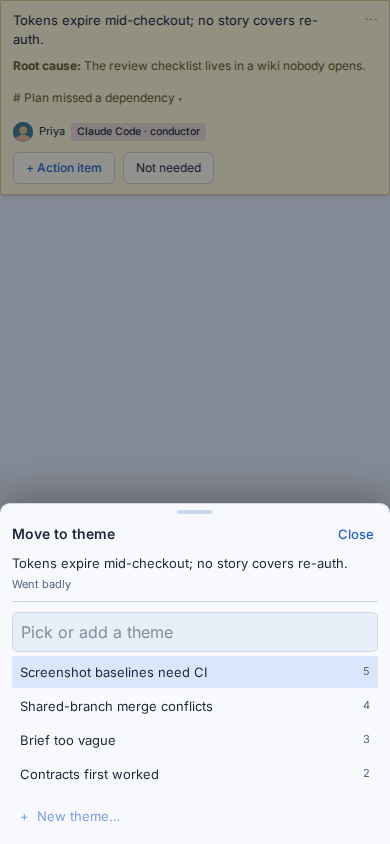 Tokens expire mid-checkout; no story covers re-
auth.
...
Root cause: The review checklist lives in a wiki nobody opens.
# Plan missed a dependency
Priya Claude Code · conductor
+ Action item Not needed
Move to theme Close
Tokens expire mid-checkout; no story covers re-auth.
Went badly
Pick or add a theme
Screenshot baselines need CI 5
Shared-branch merge conflicts 4
Brief too vague 3
Contracts first worked 2
+ New theme...